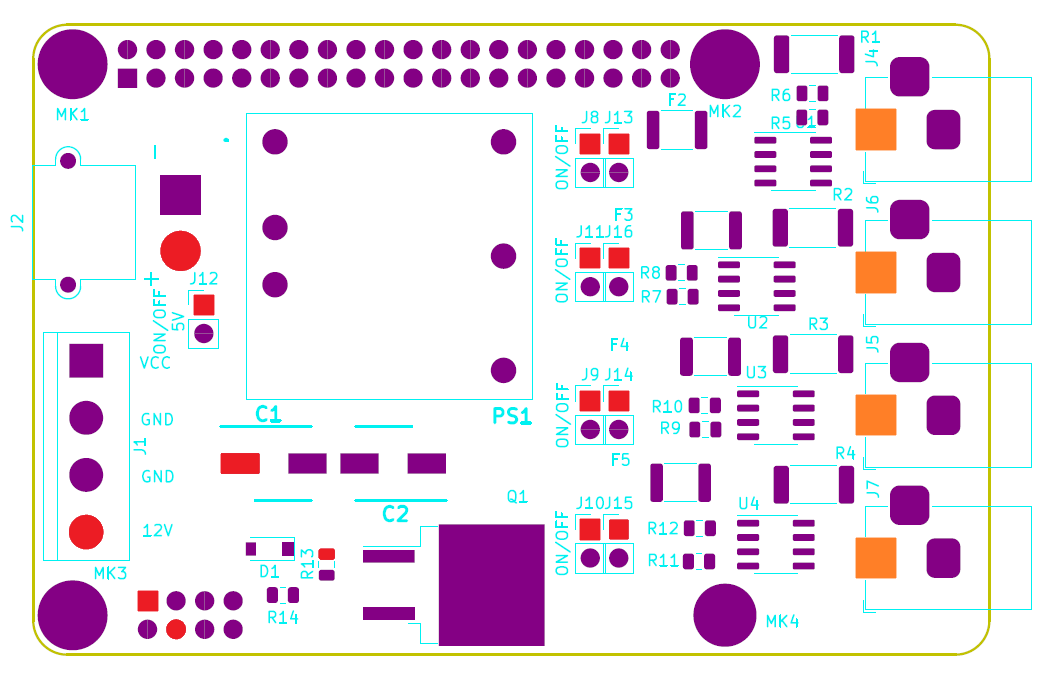 R1
J4
MK1
MK2
F2
R6
R5
U1
J8
J13
ON/OFF
J2
−
+
J12
ON/OFF
5V
F3
R2
J6
J11
J16
ON/OFF
R8
R7
U2
R3
J5
F4
VCC
GND
GND
12V
J1
C1
PS1
J9
J14
ON/OFF
U3
R10
R9
F5
R4
J7
Q1
C2
J10
J15
ON/OFF
U4
R12
R11
MK3
D1
R13
R14
MK4